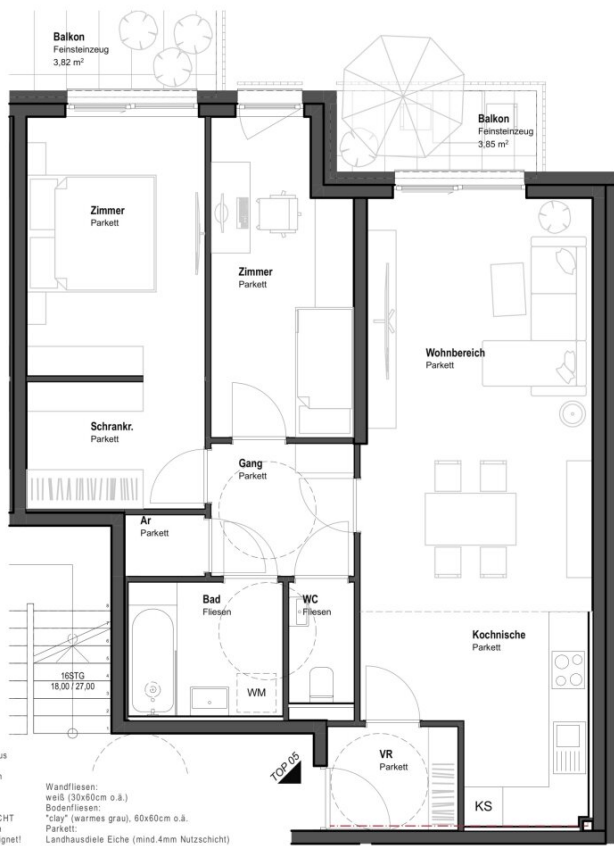 Balkon
Feinsteinzeug
3,82 m²
Balkon
Feinsteinzeug
3,85 m²
Zimmer
Parkett
Zimmer
Parkett
Wohnbereich
Parkett
Schrankr.
Parkett
Gang
Parkett
Ar
Parkett
Bad
Fliesen
WC
Fliesen
Kochnische
Parkett
16STG
18,00 / 27,00
WM
VR
Parkett
TOP 05
KS
Wandfliesen:
weiß (30x60cm o.ä.)
Bodenfliesen:
"clay" (warmes grau), 60x60cm o.ä.
Parkett:
Landhausdiele Eiche (mind.4mm Nutzschicht)